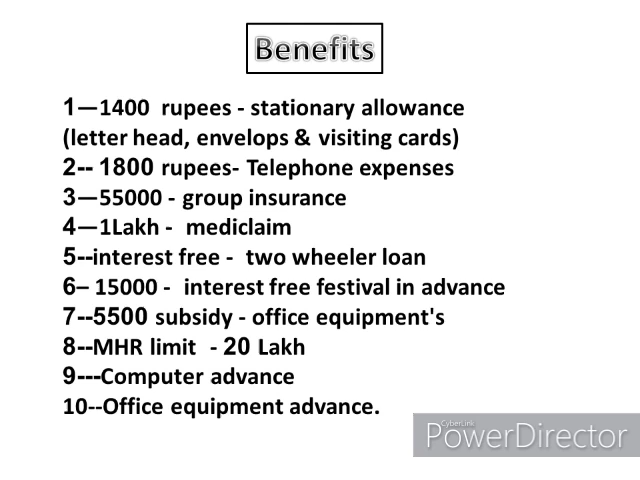 Benefits
1—1400 rupees - stationary allowance
(letter head, envelops & visiting cards)
2-- 1800 rupees- Telephone expenses
3—55000 - group insurance
4—1Lakh - mediclaim
5--interest free - two wheeler loan
6– 15000 - interest free festival in advance
7--5500 subsidy - office equipment's
8--MHR limit - 20 Lakh
9---Computer advance
10--Office equipment advance.
CyberLink
PowerDirector